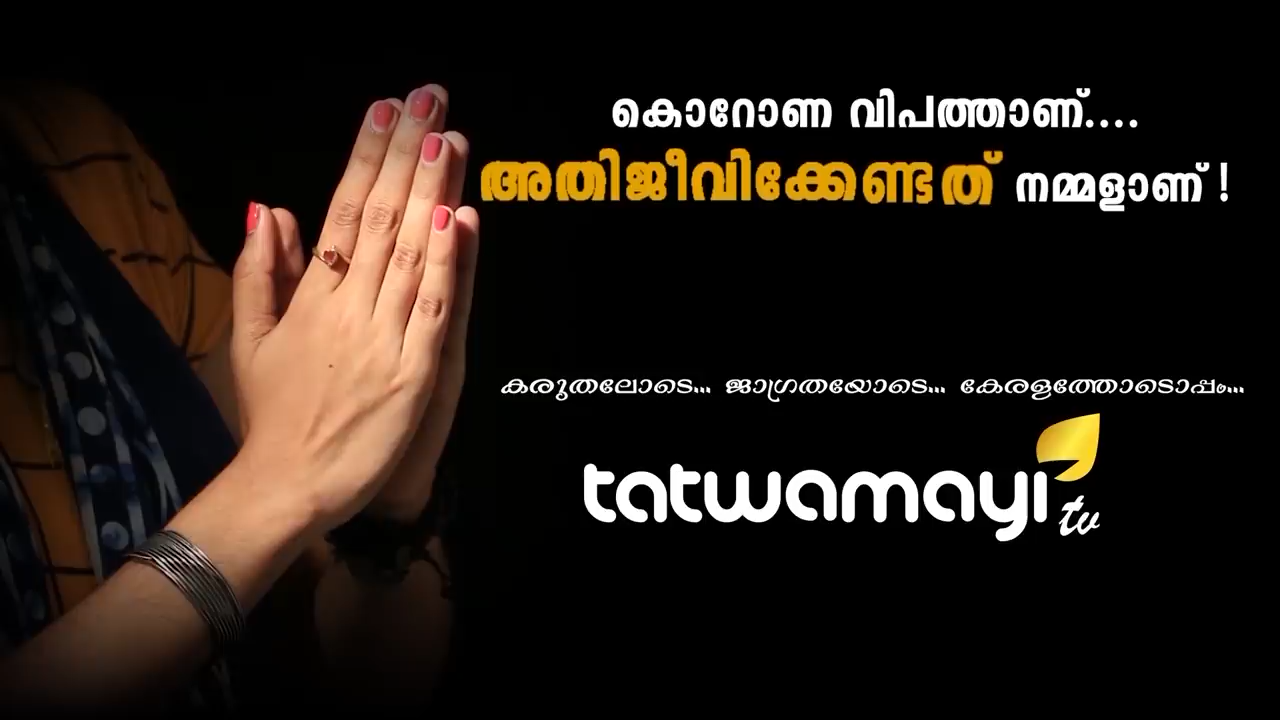 കൊറോണ വിപത്താണ്....
അതിജീവിക്കേണ്ടത് നമ്മളാണ് !
കരുതലോടെ... ജാഗ്രതയോടെ... കേരളത്തോടൊപ്പം...
tatwamayi
tv